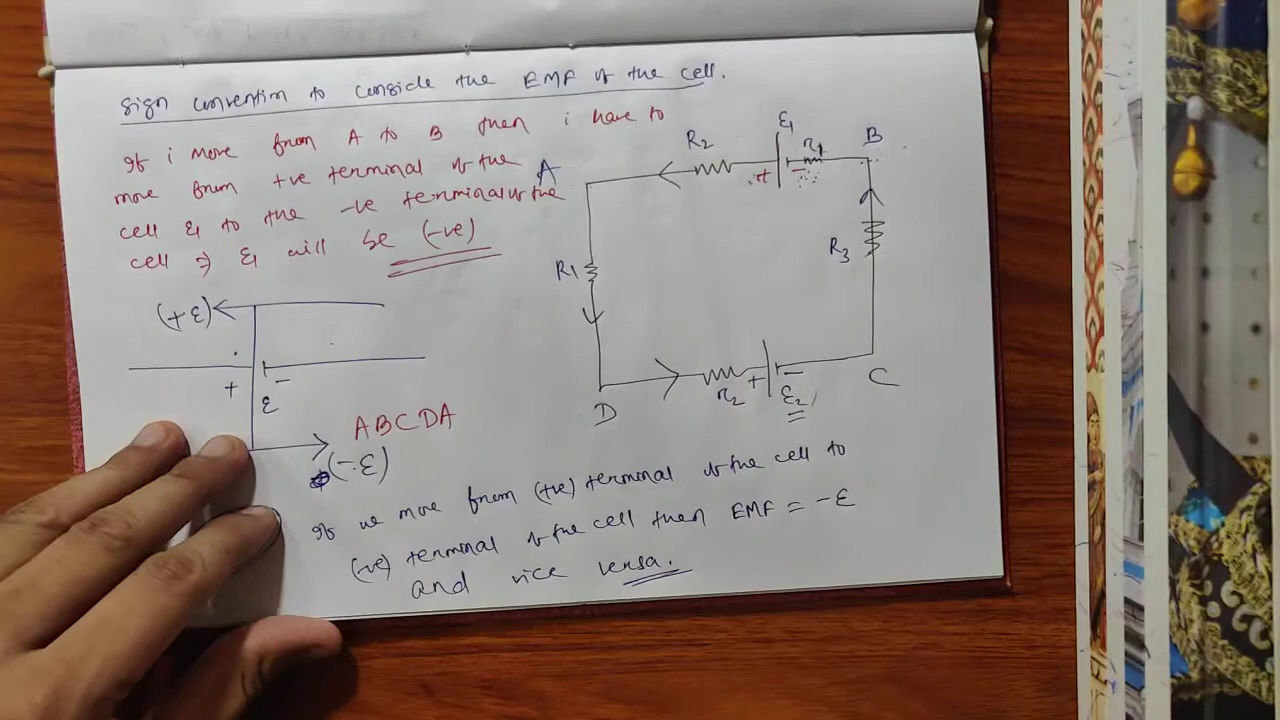 Sign convention to conside the EMF of the cell.
If i move from A to B then i have to
move from +ve terminal of the
cell ε1 to the -ve terminal of the
cell ⇒ ε1 will be (-ve)
A
R2
ε1
r1
B
+
-
R1
R3
D
r2
+
-
ε2
C
(+ε)
+
-
ε
ABCDA
(-ε)
If we move from (+ve) terminal of the cell to
(-ve) terminal of the cell then EMF = -ε
and vice versa.